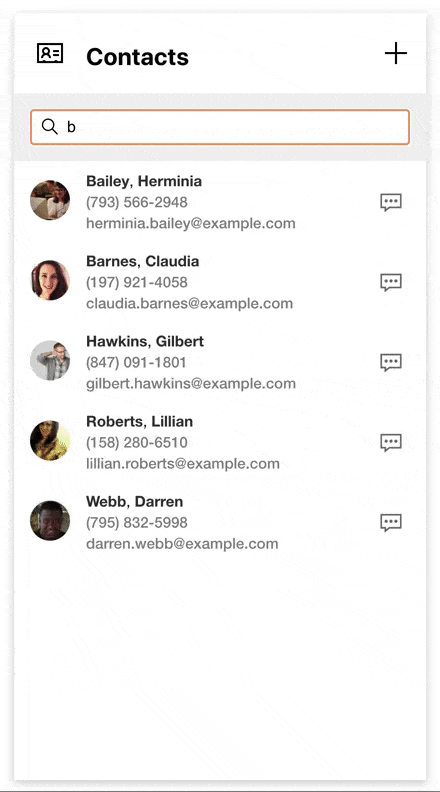 Contacts
b
Bailey, Herminia
(793) 566-2948
herminia.bailey@example.com
Barnes, Claudia
(197) 921-4058
claudia.barnes@example.com
Hawkins, Gilbert
(847) 091-1801
gilbert.hawkins@example.com
Roberts, Lillian
(158) 280-6510
lillian.roberts@example.com
Webb, Darren
(795) 832-5998
darren.webb@example.com